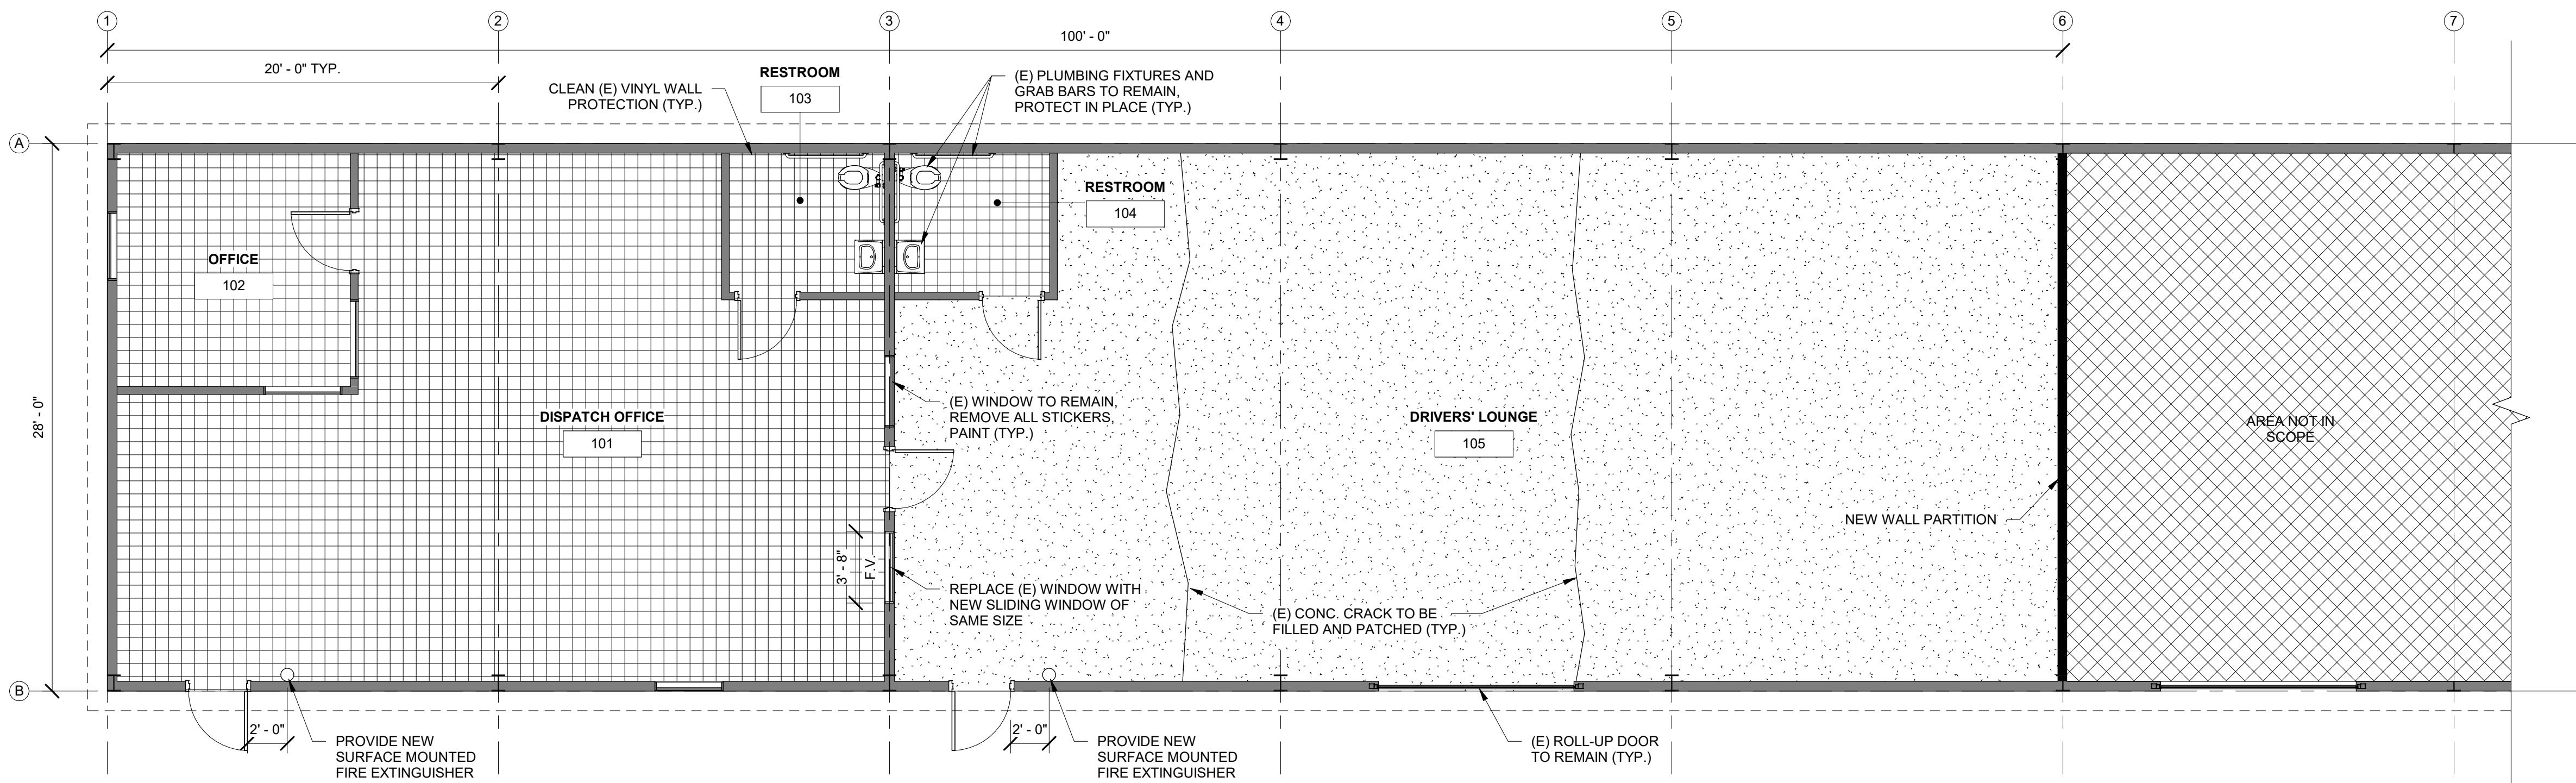 1
2
3
4
5
6
7
100' - 0"
20' - 0" TYP.
RESTROOM
103
CLEAN (E) VINYL WALL
PROTECTION (TYP.)
(E) PLUMBING FIXTURES AND
GRAB BARS TO REMAIN,
PROTECT IN PLACE (TYP.)
A
RESTROOM
104
OFFICE
102
28' - 0"
DISPATCH OFFICE
101
(E) WINDOW TO REMAIN,
REMOVE ALL STICKERS,
PAINT (TYP.)
DRIVERS' LOUNGE
105
AREA NOT IN
SCOPE
NEW WALL PARTITION
3' - 8"
F.V.
REPLACE (E) WINDOW WITH
NEW SLIDING WINDOW OF
SAME SIZE
(E) CONC. CRACK TO BE
FILLED AND PATCHED (TYP.)
B
2' - 0"
PROVIDE NEW
SURFACE MOUNTED
FIRE EXTINGUISHER
2' - 0"
PROVIDE NEW
SURFACE MOUNTED
FIRE EXTINGUISHER
(E) ROLL-UP DOOR
TO REMAIN (TYP.)